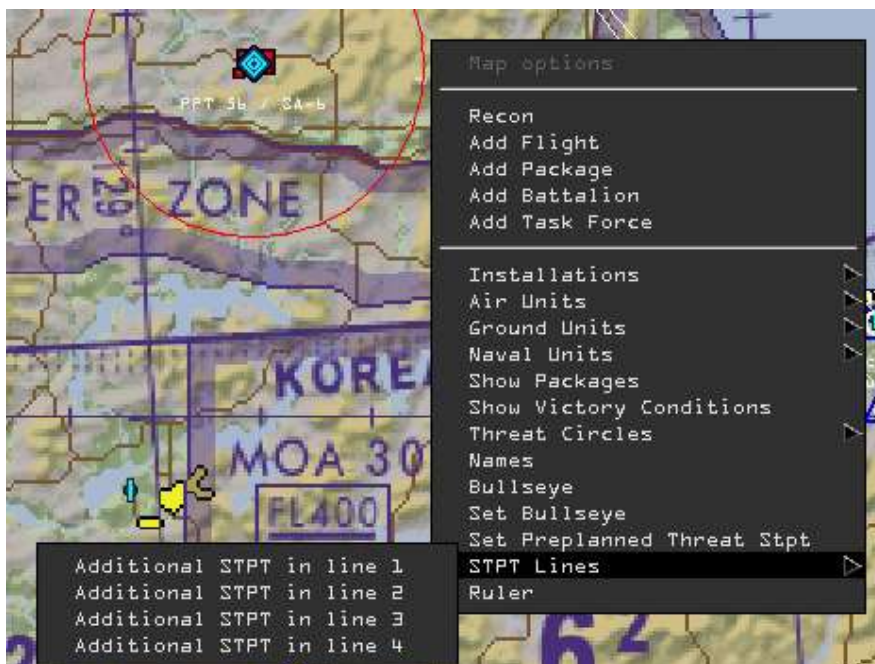 Map options
Recon
Add Flight
Add Package
Add Battalion
Add Task Force
Installations
Air Units
Ground Units
Naval Units
Show Packages
Show Victory Conditions
Threat Circles
Names
Bullseye
Set Bullseye
Set Preplanned Threat Stpt
STPT Lines
Ruler
Additional STPT in line 1
Additional STPT in line 2
Additional STPT in line 3
Additional STPT in line 4
PPT 56 / SA-6
FER ZONE
29°
KOREA
MOA 30
FL400
6 2
2